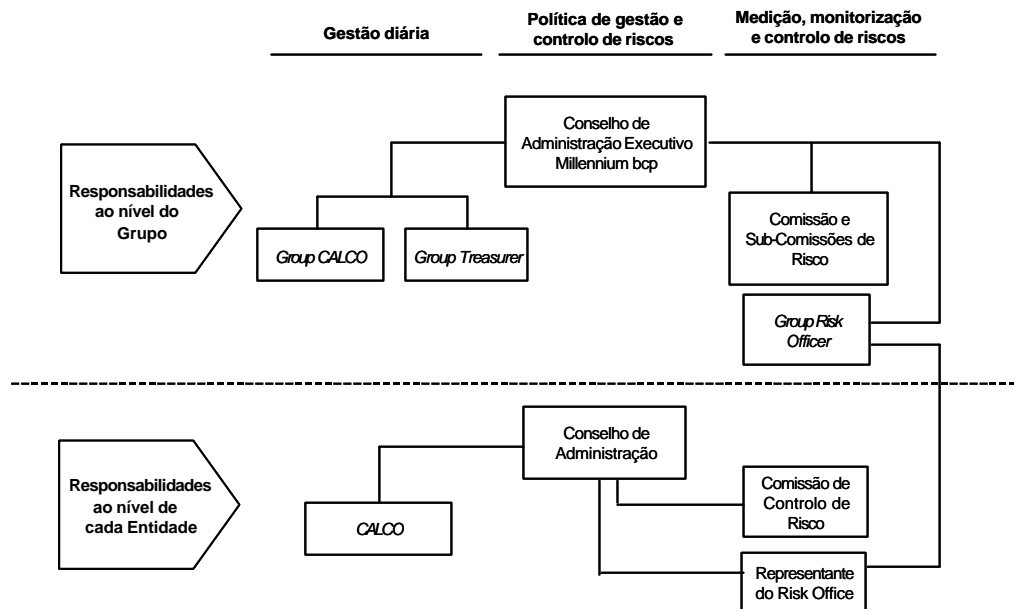 Gestão diária
Política de gestão e
controlo de riscos
Medição, monitorização
e controlo de riscos
Responsabilidades
ao nível do
Grupo
Conselho de
Administração Executivo
Millennium bcp
Group CALCO
Group Treasurer
Comissão e
Sub-Comissões de
Risco
Group Risk
Officer
Responsabilidades
ao nível de
cada Entidade
Conselho de
Administração
CALCO
Comissão de
Controlo de
Risco
Representante
do Risk Office